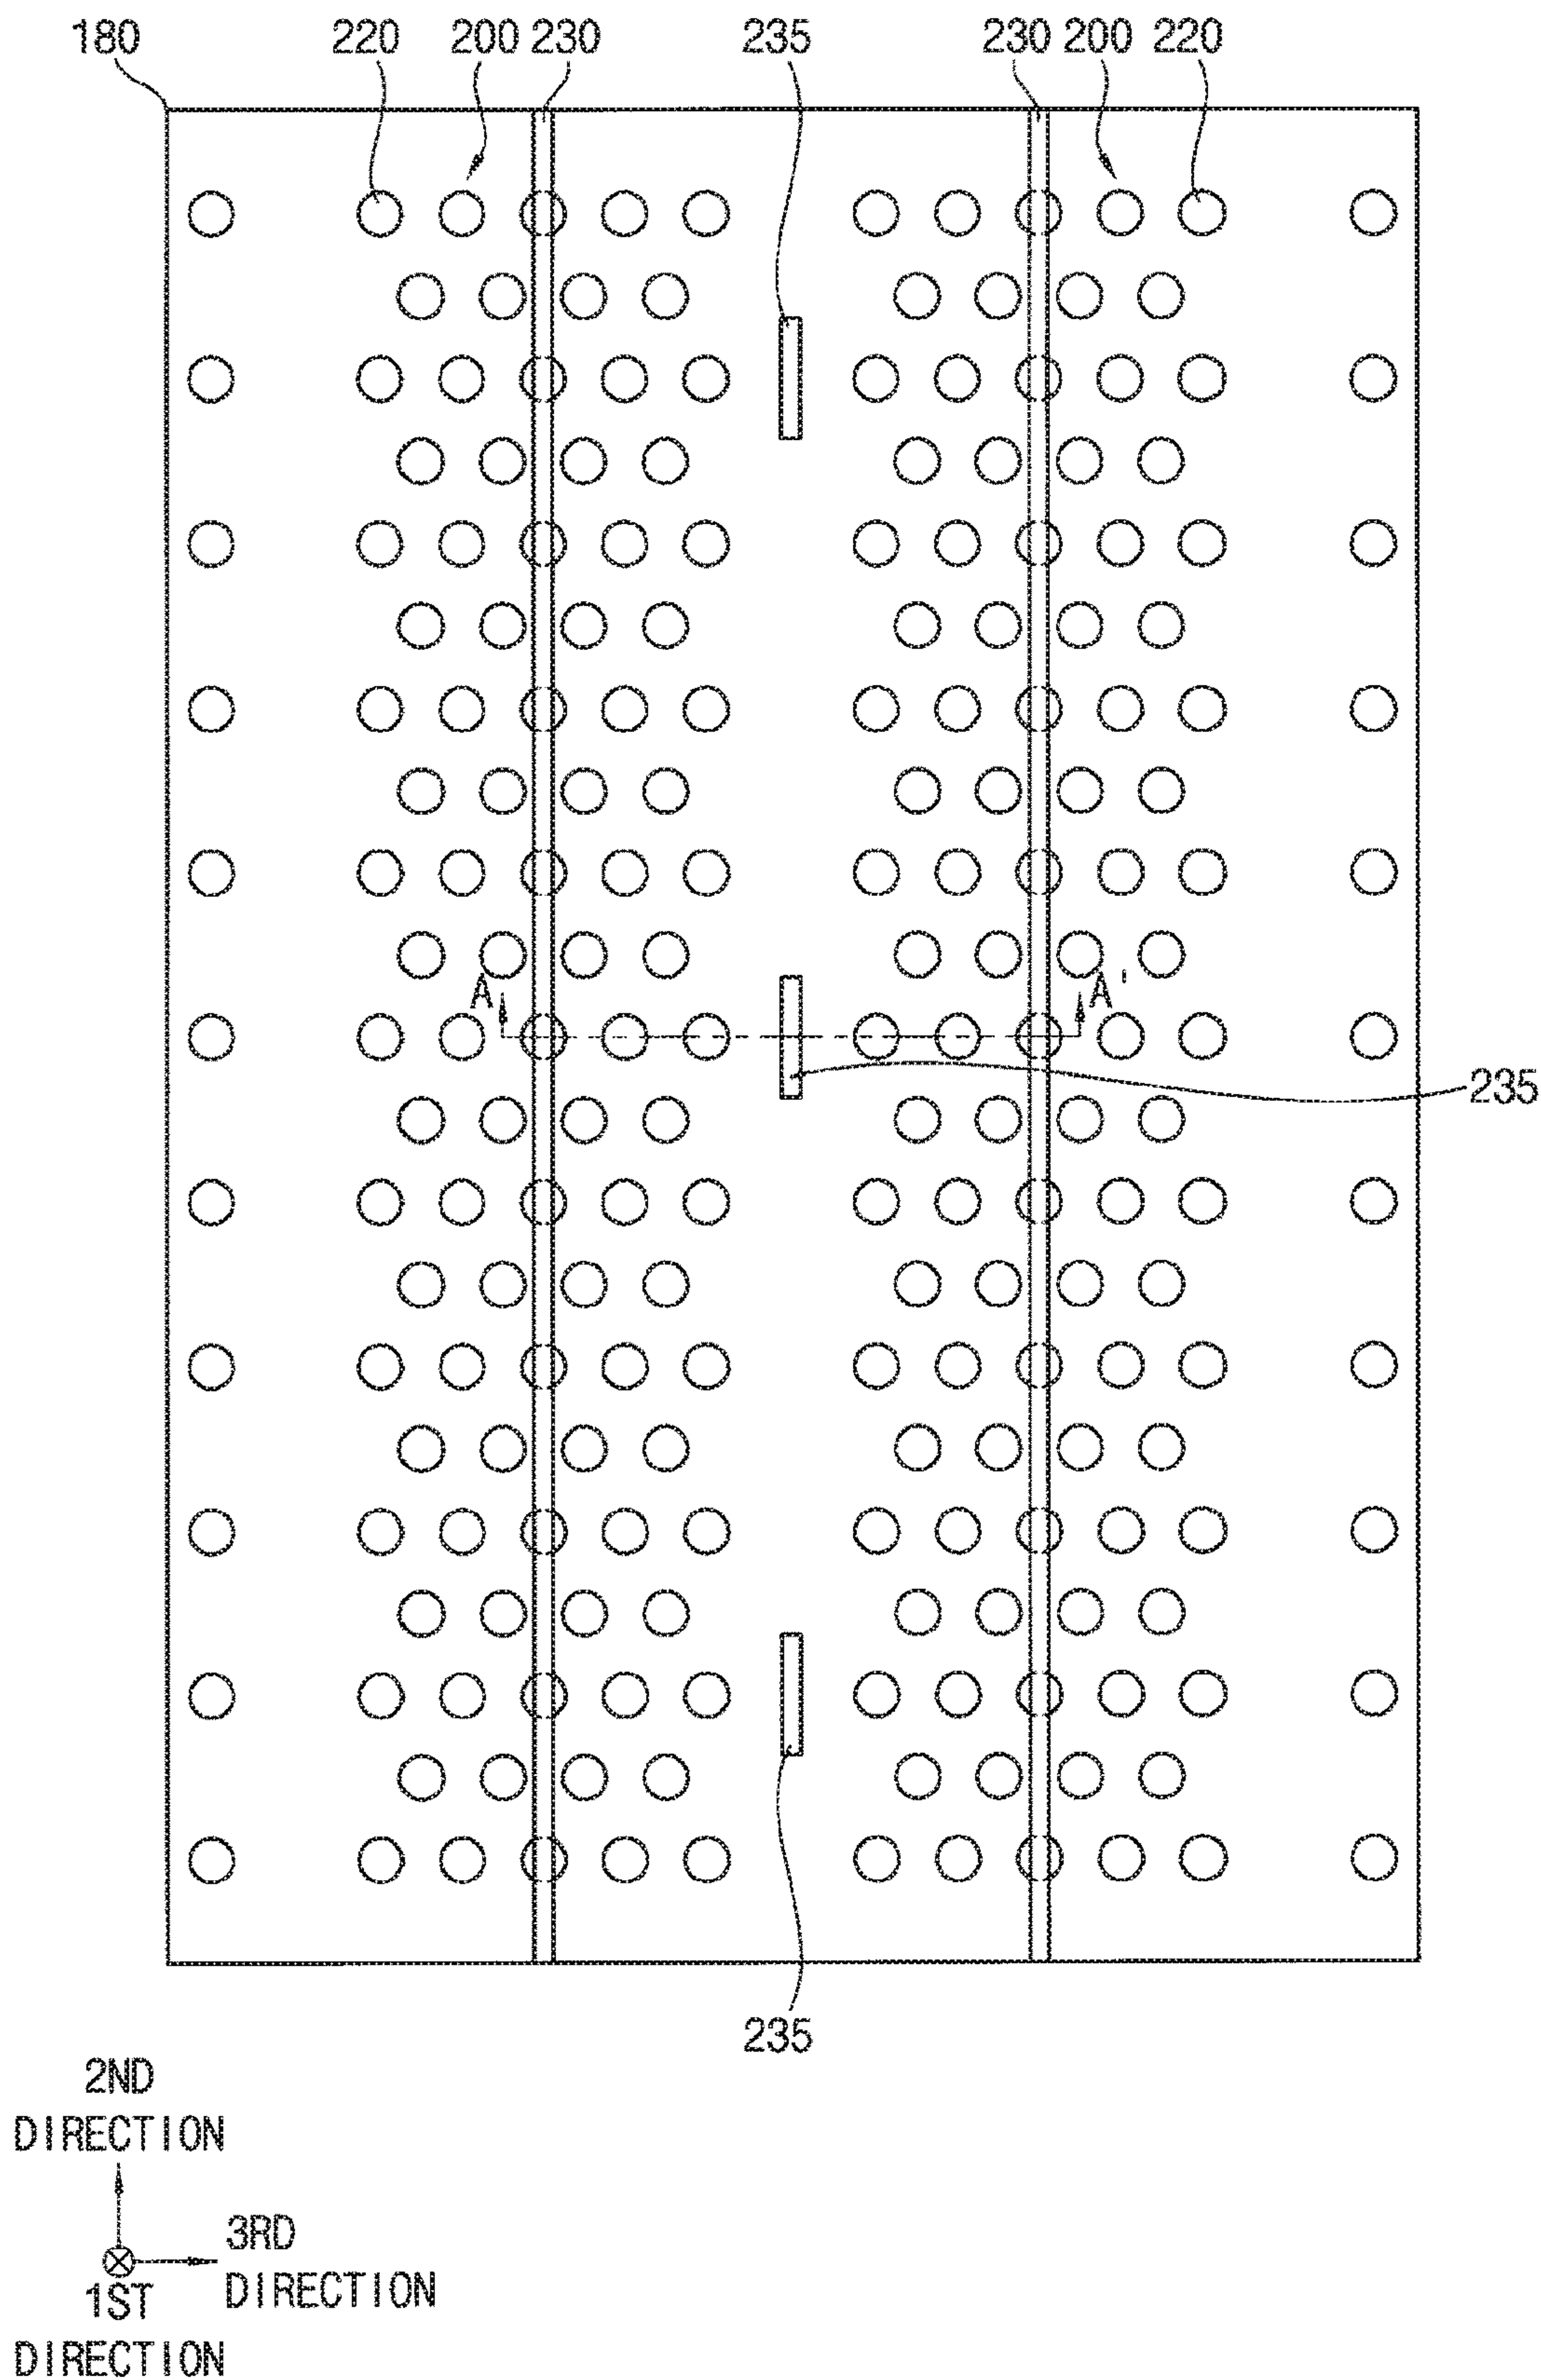 180 220 200 230 235 230 200 220
A A'
235
235
2ND
DIRECTION
3RD
DIRECTION
1ST
DIRECTION